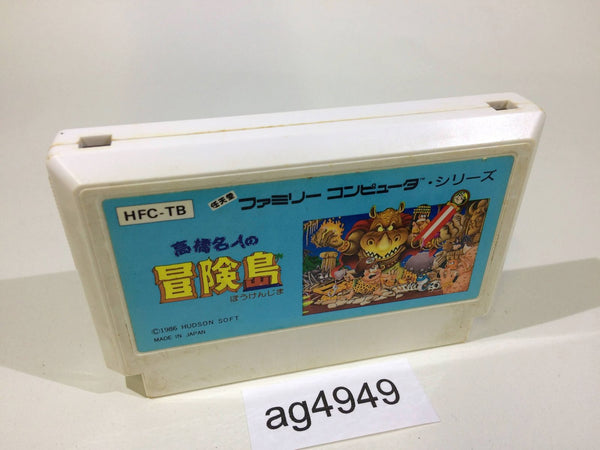 HFC-TB
任天堂 ファミリー コンピュータ™・シリーズ
高橋名人の
冒険島
ぼうけんじま
©1986 HUDSON SOFT
MADE IN JAPAN
ag4949